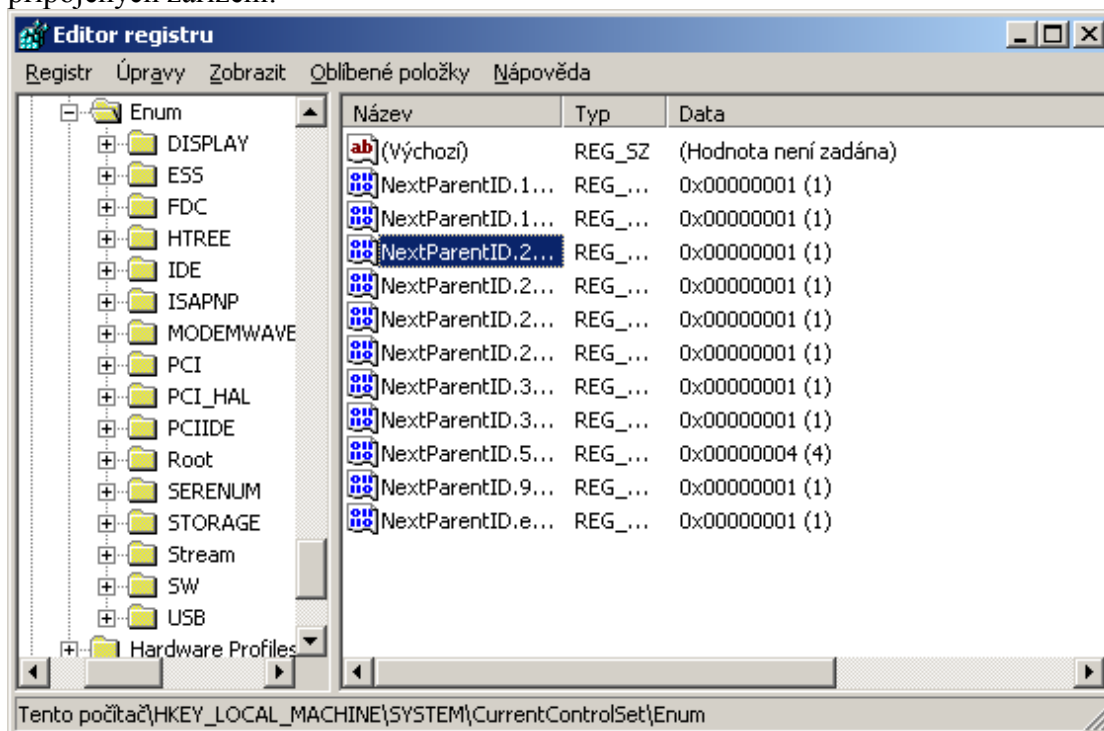 připojených zařízení.
Editor registru
Registr Úpravy Zobrazit Oblíbené položky Nápověda
Enum
DISPLAY
ESS
FDC
HTREE
IDE
ISAPNP
MODEMWAVE
PCI
PCI_HAL
PCIIDE
Root
SERENUM
STORAGE
Stream
SW
USB
Hardware Profiles
Název Typ Data
(Výchozí) REG_SZ (Hodnota není zadána)
NextParentID.1... REG_... 0x00000001 (1)
NextParentID.1... REG_... 0x00000001 (1)
NextParentID.2... REG_... 0x00000001 (1)
NextParentID.2... REG_... 0x00000001 (1)
NextParentID.2... REG_... 0x00000001 (1)
NextParentID.2... REG_... 0x00000001 (1)
NextParentID.3... REG_... 0x00000001 (1)
NextParentID.3... REG_... 0x00000001 (1)
NextParentID.5... REG_... 0x00000004 (4)
NextParentID.9... REG_... 0x00000001 (1)
NextParentID.e... REG_... 0x00000001 (1)
Tento počítač\HKEY_LOCAL_MACHINE\SYSTEM\CurrentControlSet\Enum